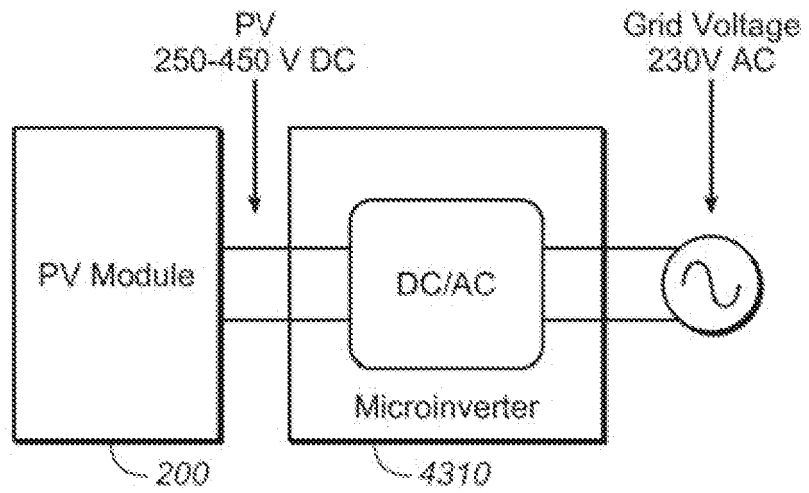 PV
250-450 V DC
Grid Voltage
230V AC
PV Module
DC/AC
Microinverter
200
4310